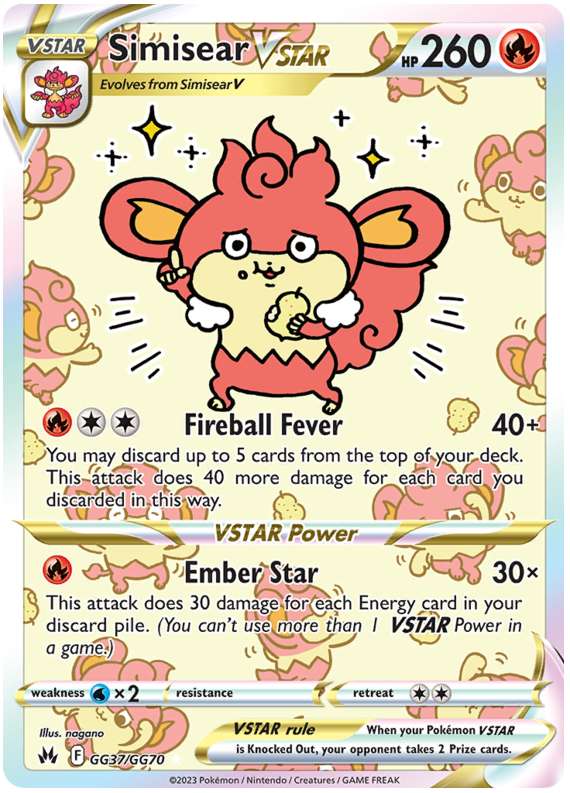 VSTAR Simisear VSTAR HP 260
Evolves from Simisear V
Fireball Fever 40+
You may discard up to 5 cards from the top of your deck.
This attack does 40 more damage for each card you
discarded in this way.
VSTAR Power
Ember Star 30×
This attack does 30 damage for each Energy card in your
discard pile. (You can't use more than 1 VSTAR Power in
a game.)
weakness ×2 resistance retreat
Illus. nagano
F GG37/GG70
VSTAR rule When your Pokémon VSTAR
is Knocked Out, your opponent takes 2 Prize cards.
©2023 Pokémon / Nintendo / Creatures / GAME FREAK